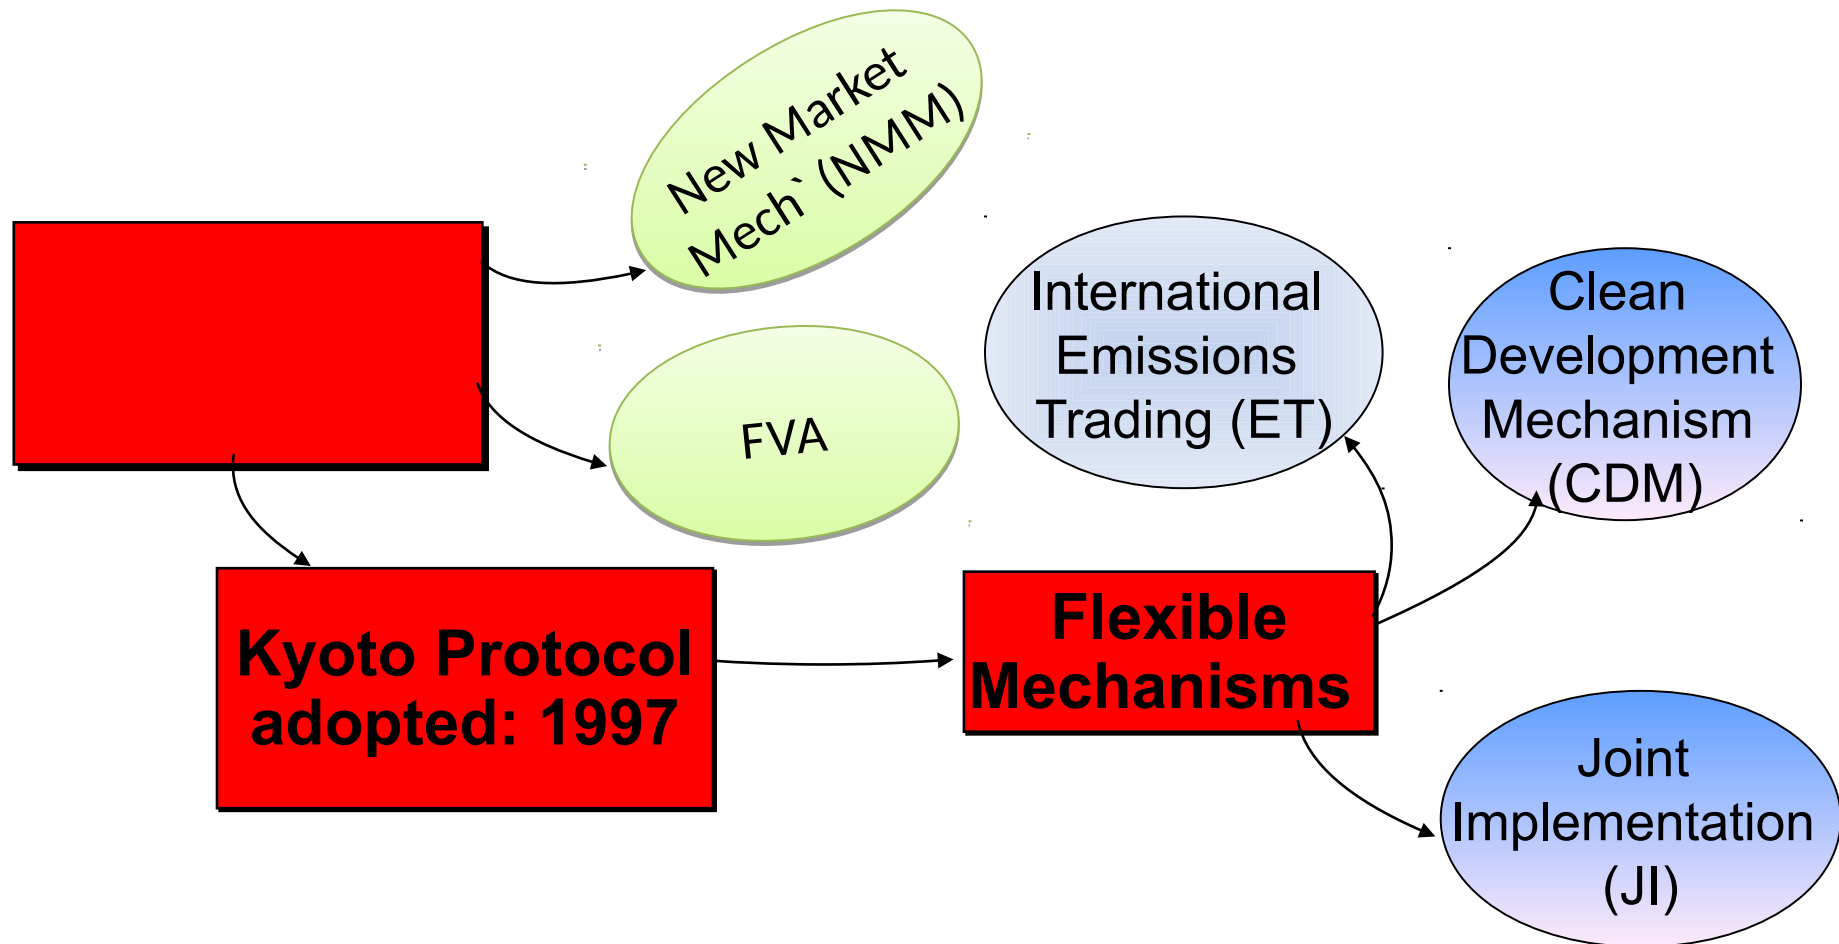 New Market
Mech` (NMM)
FVA
International
Emissions
Trading (ET)
Clean
Development
Mechanism
(CDM)
Kyoto Protocol
adopted: 1997
Flexible
Mechanisms
Joint
Implementation
(JI)